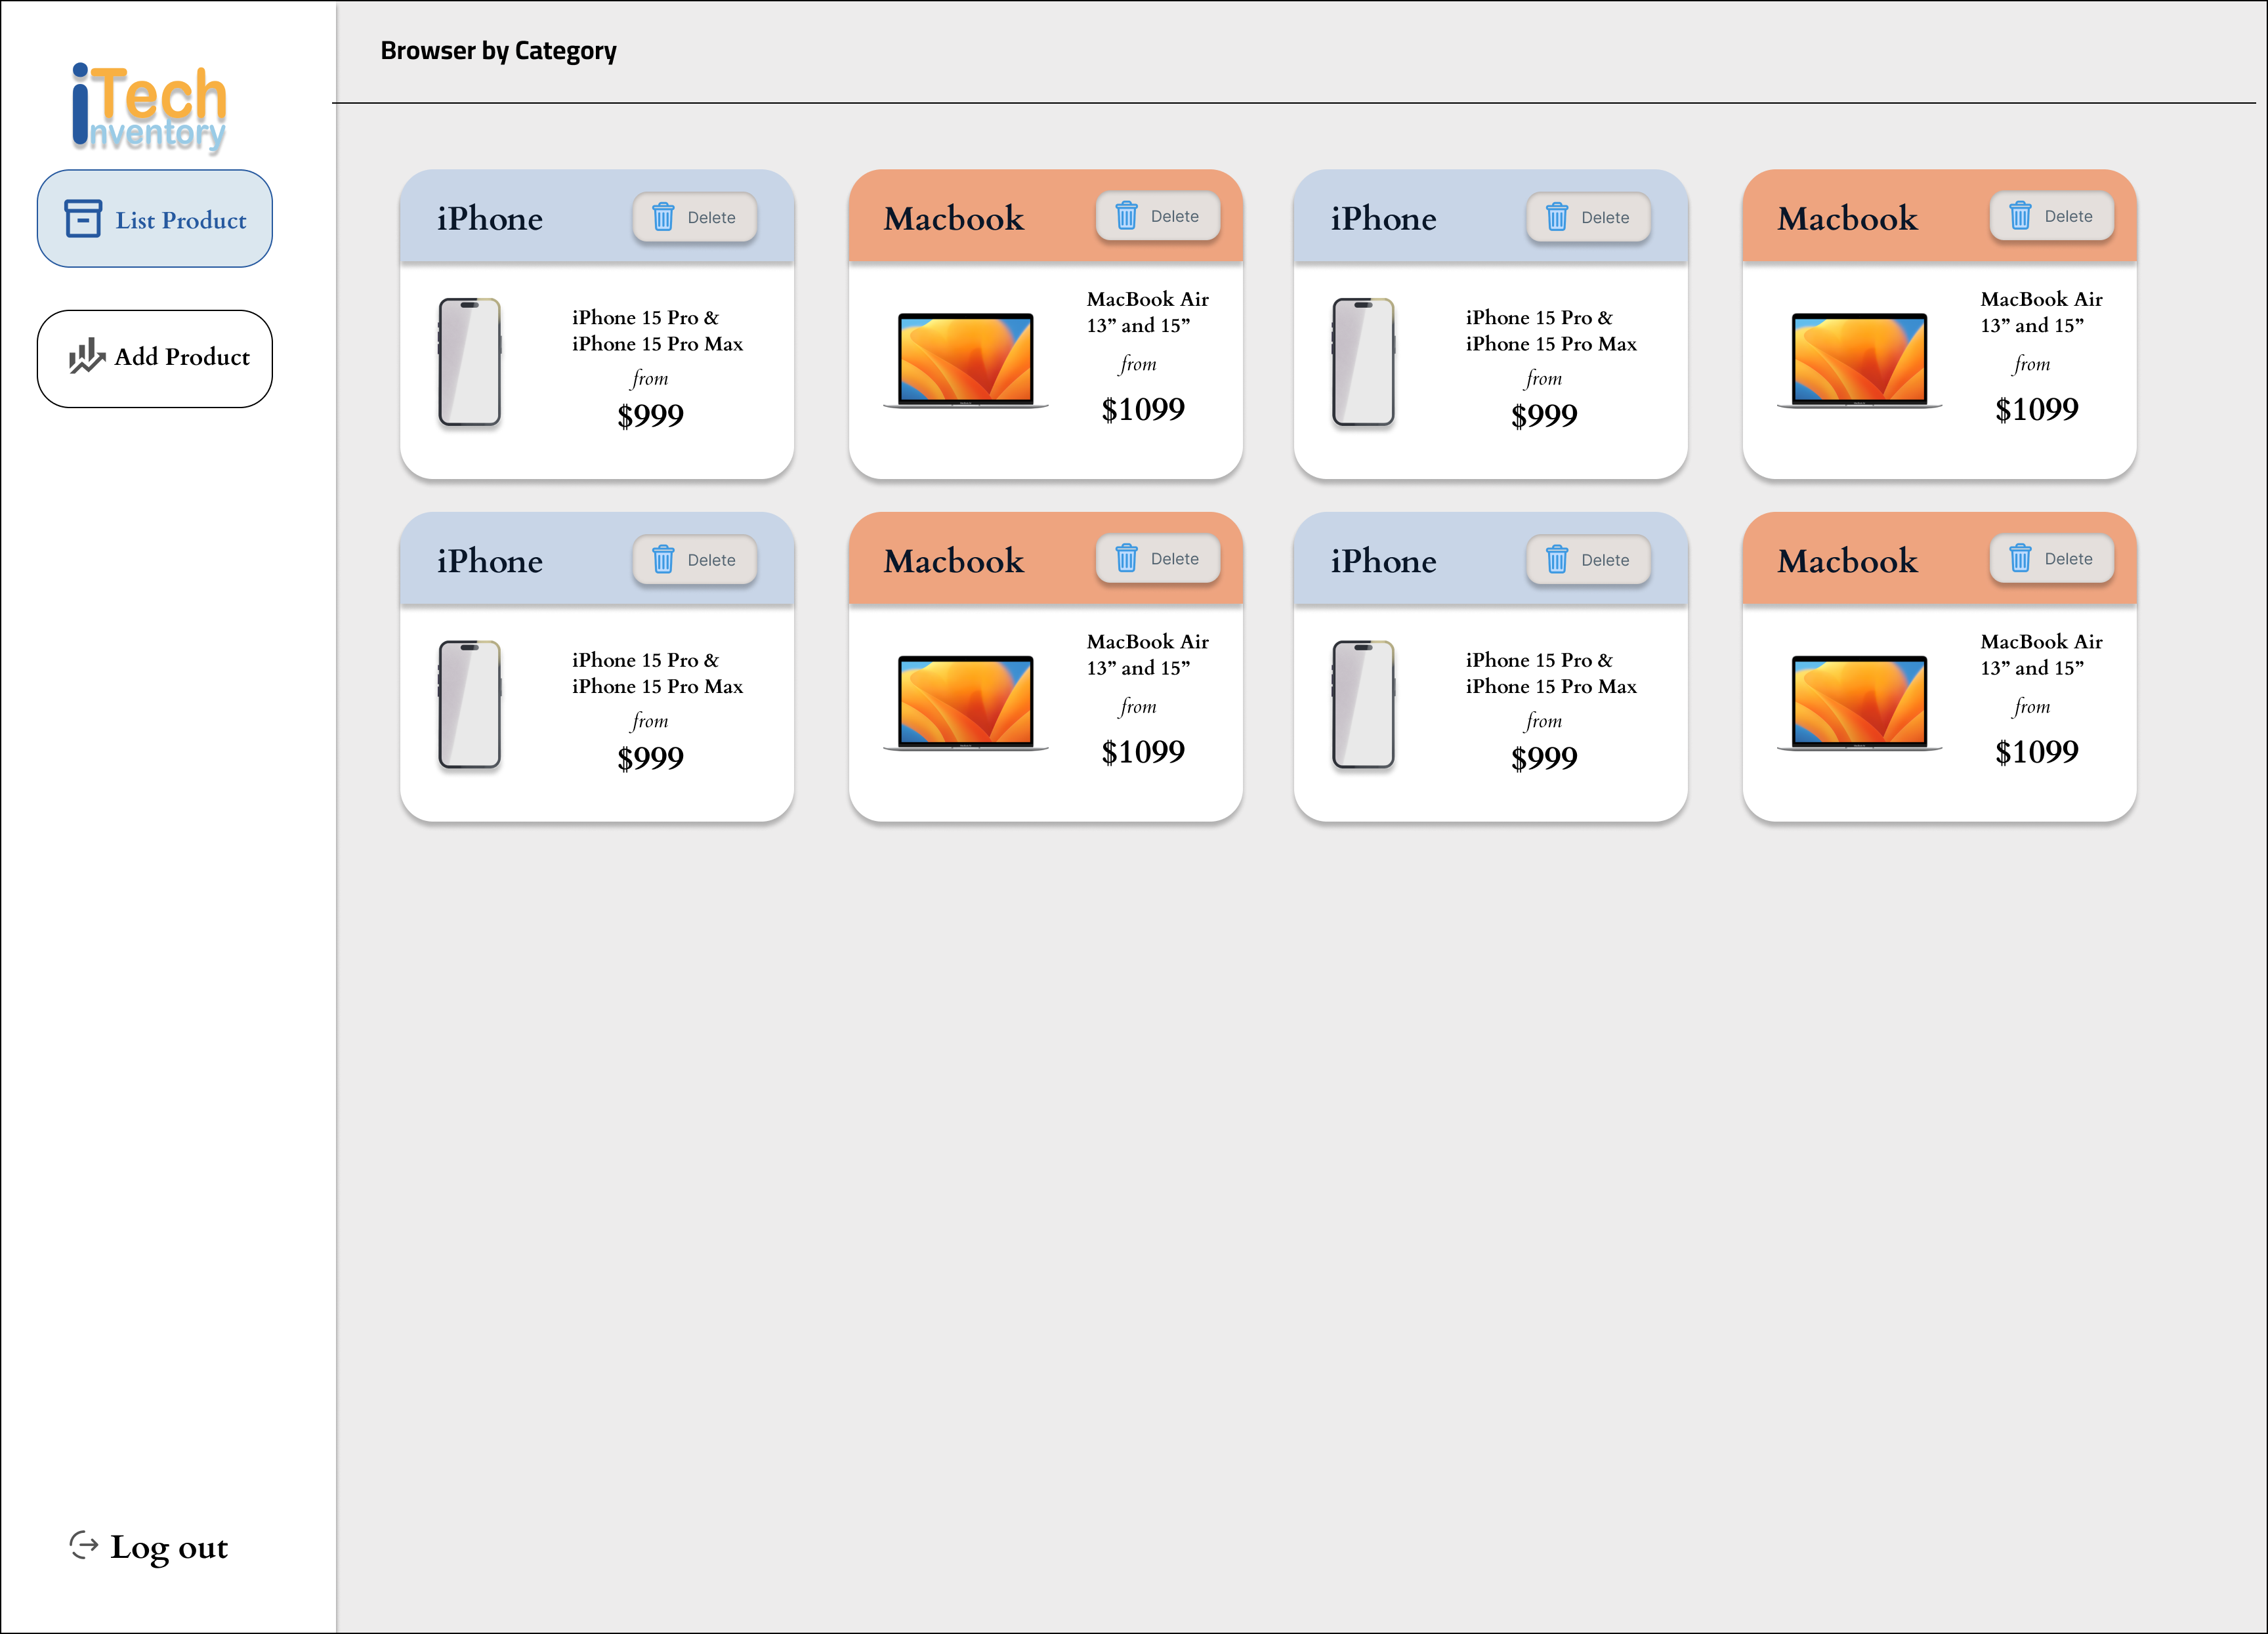 iTech
Inventory
List Product
Add Product
Log out
Browser by Category
iPhone
Delete
iPhone 15 Pro &
iPhone 15 Pro Max
from
$999
Macbook
Delete
MacBook Air
13” and 15”
from
$1099
iPhone
Delete
iPhone 15 Pro &
iPhone 15 Pro Max
from
$999
Macbook
Delete
MacBook Air
13” and 15”
from
$1099
iPhone
Delete
iPhone 15 Pro &
iPhone 15 Pro Max
from
$999
Macbook
Delete
MacBook Air
13” and 15”
from
$1099
iPhone
Delete
iPhone 15 Pro &
iPhone 15 Pro Max
from
$999
Macbook
Delete
MacBook Air
13” and 15”
from
$1099